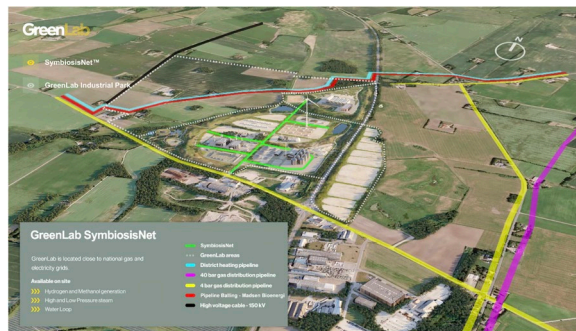 GreenLab
SymbiosisNet™
GreenLab Industrial Park
N
GreenLab SymbiosisNet
GreenLab is located close to national gas and
electricity grids.
Available on site
Hydrogen and Methanol generation
High and Low Pressure steam
Water Loop
SymbiosisNet
GreenLab areas
District heating pipeline
40 bar gas distribution pipeline
4 bar gas distribution pipeline
Pipeline Balling - Madsen Bioenergi
High voltage cable - 150 kV